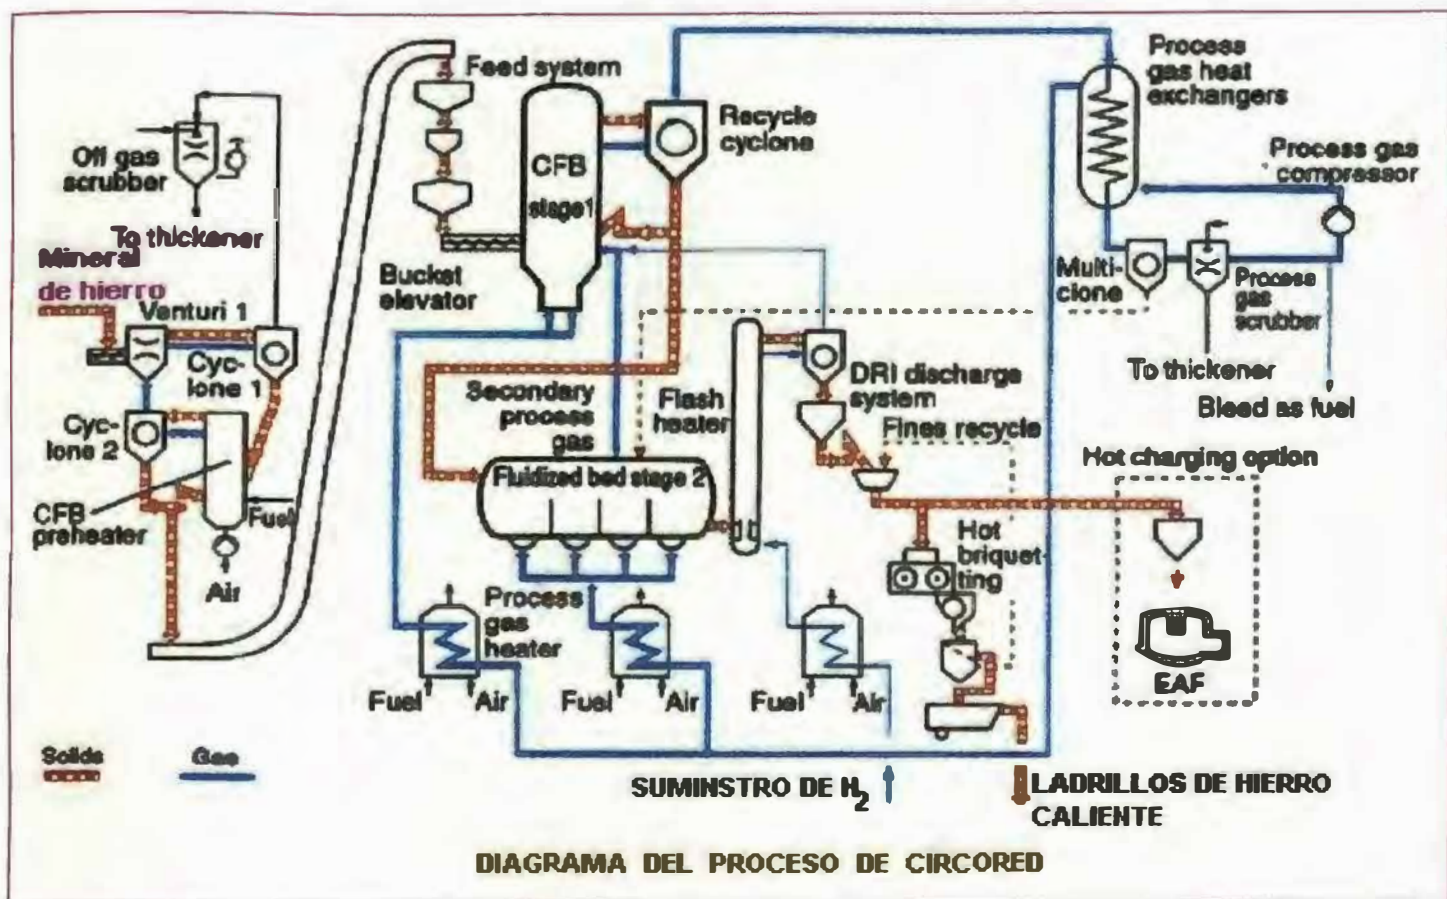 Feed system
Process
gas heat
exchangers
Off gas
scrubber
CFB
stage1
Recycle
cyclone
Process gas
compressor
To thickener
Mineral
de hierro
Venturi 1
Cyc-
lone 1
Bucket
elevator
Multi-
clone
Process
gas
scrubber
To thickener
Bleed as fuel
Cyc-
lone 2
Secondary
process
gas
Flash
heater
DRI discharge
system
Fines recycle
Hot charging option
Fluidized bed stage 2
CFB
preheater
Fuel
Air
Hot
briquet-
ting
EAF
Process
gas
heater
Fuel Air
Fuel Air
Fuel Air
Solids Gas
SUMINSTRO DE H2
LADRILLOS DE HIERRO
CALIENTE
DIAGRAMA DEL PROCESO DE CIRCORED